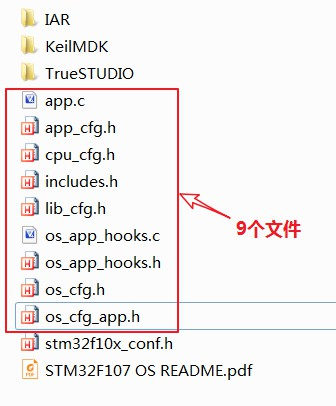 IAR
KeilMDK
TrueSTUDIO
app.c
app_cfg.h
cpu_cfg.h
includes.h
lib_cfg.h
os_app_hooks.c
os_app_hooks.h
os_cfg.h
os_cfg_app.h
stm32f10x_conf.h
STM32F107 OS README.pdf
9个文件